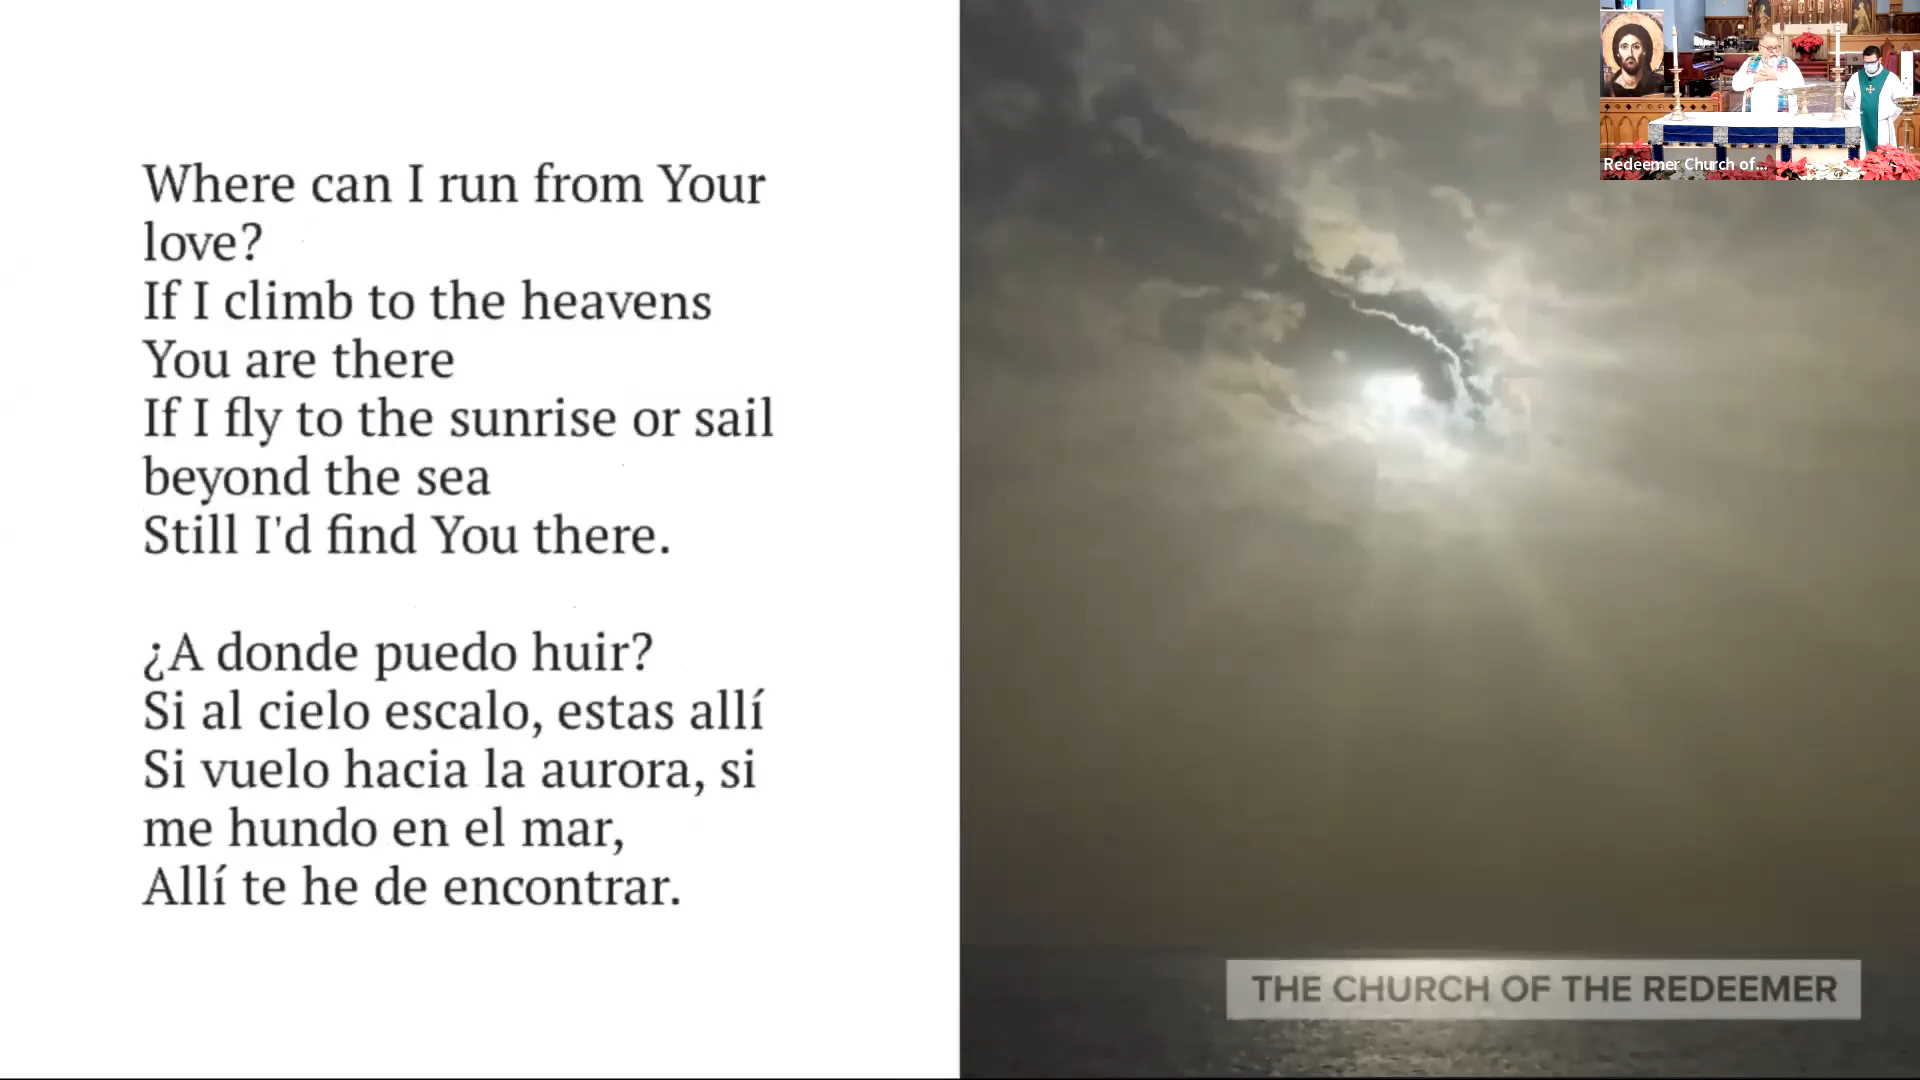 Where can I run from Your
love?
If I climb to the heavens
You are there
If I fly to the sunrise or sail
beyond the sea
Still I'd find You there.
¿A donde puedo huir?
Si al cielo escalo, estas allí
Si vuelo hacia la aurora, si
me hundo en el mar,
Allí te he de encontrar.
Redeemer Church of...
THE CHURCH OF THE REDEEMER